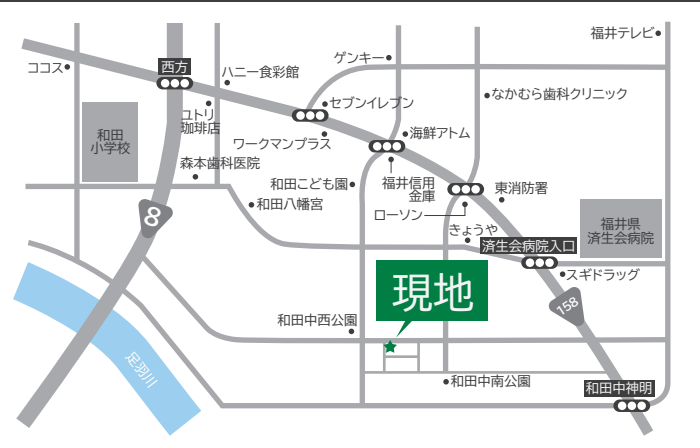 福井テレビ
ゲンキー
ココス
西方
ハニー食彩館
なかむら歯科クリニック
セブンイレブン
ユトリ
珈琲店
海鮮アトム
和田
小学校
ワークマンプラス
森本歯科医院
和田こども園
福井信用
金庫
東消防署
和田八幡宮
ローソン
8
福井県
済生会病院
きょうや
済生会病院入口
スギドラッグ
現地
158
和田中西公園
足羽川
和田中南公園
和田中神明